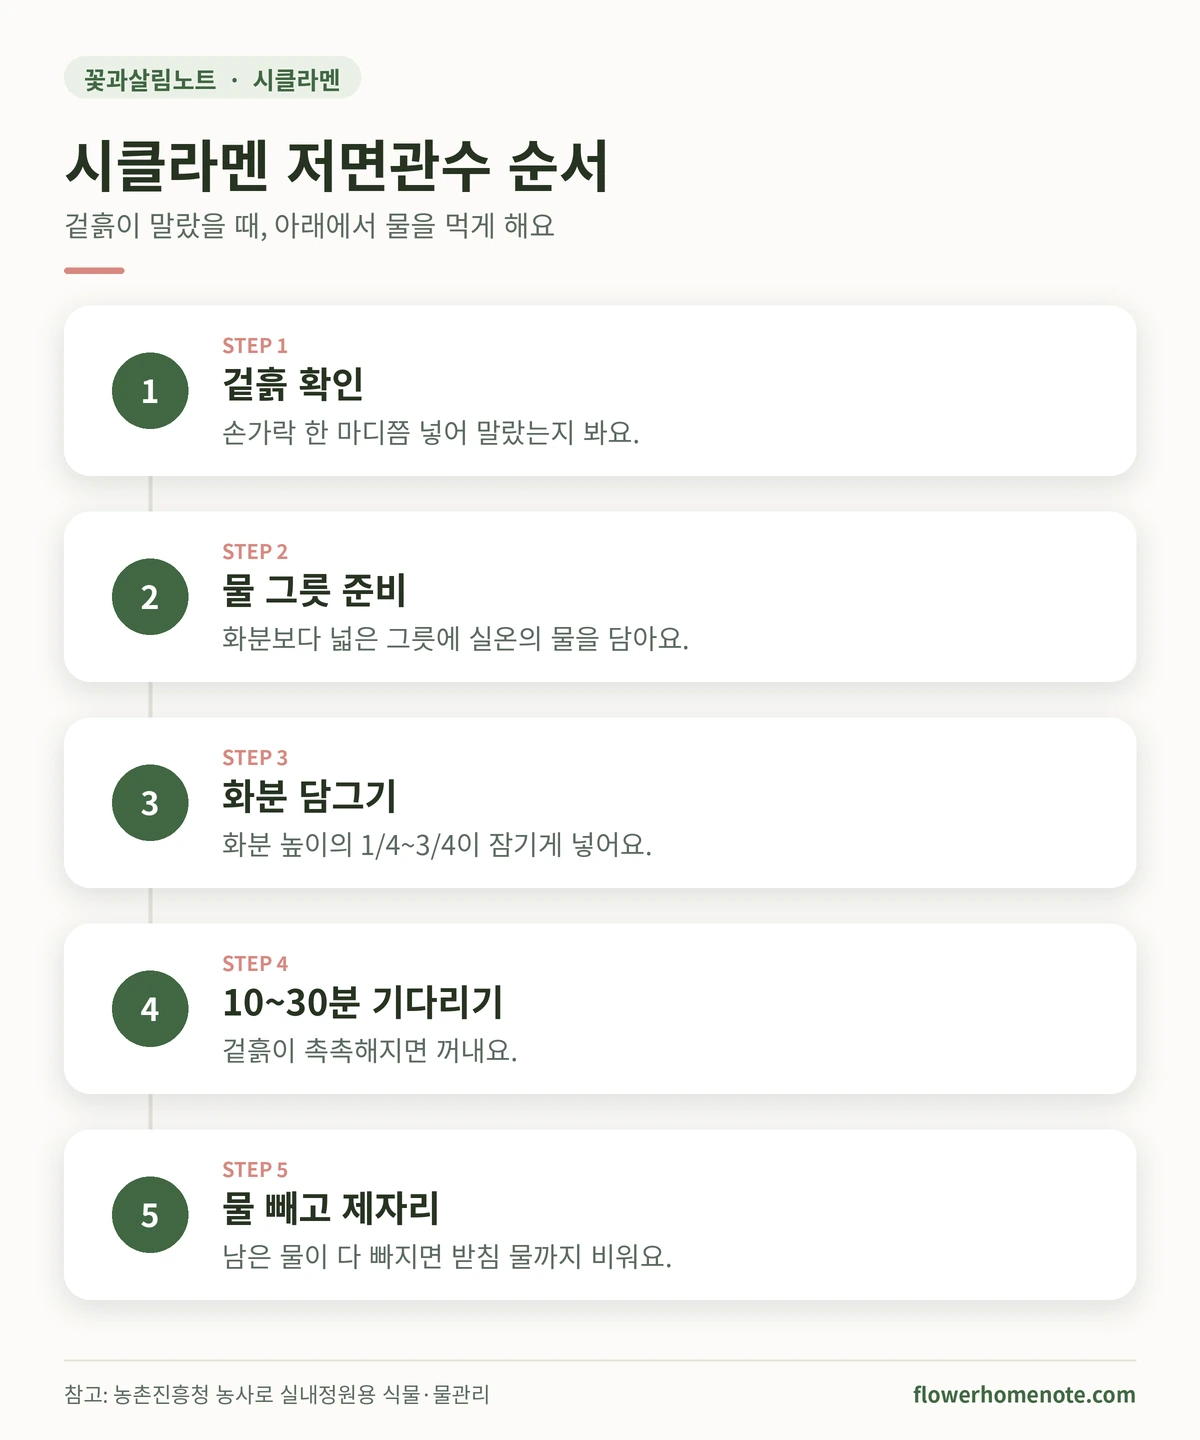 꽃과살림노트 · 시클라멘
시클라멘 저면관수 순서
겉흙이 말랐을 때, 아래에서 물을 먹게 해요
1
STEP 1
겉흙 확인
손가락 한 마디쯤 넣어 말랐는지 봐요.
2
STEP 2
물 그릇 준비
화분보다 넓은 그릇에 실온의 물을 담아요.
3
STEP 3
화분 담그기
화분 높이의 1/4~3/4이 잠기게 넣어요.
4
STEP 4
10~30분 기다리기
겉흙이 촉촉해지면 꺼내요.
5
STEP 5
물 빼고 제자리
남은 물이 다 빠지면 받침 물까지 비워요.
참고: 농촌진흥청 농사로 실내정원용 식물·물관리
flowerhomenote.com